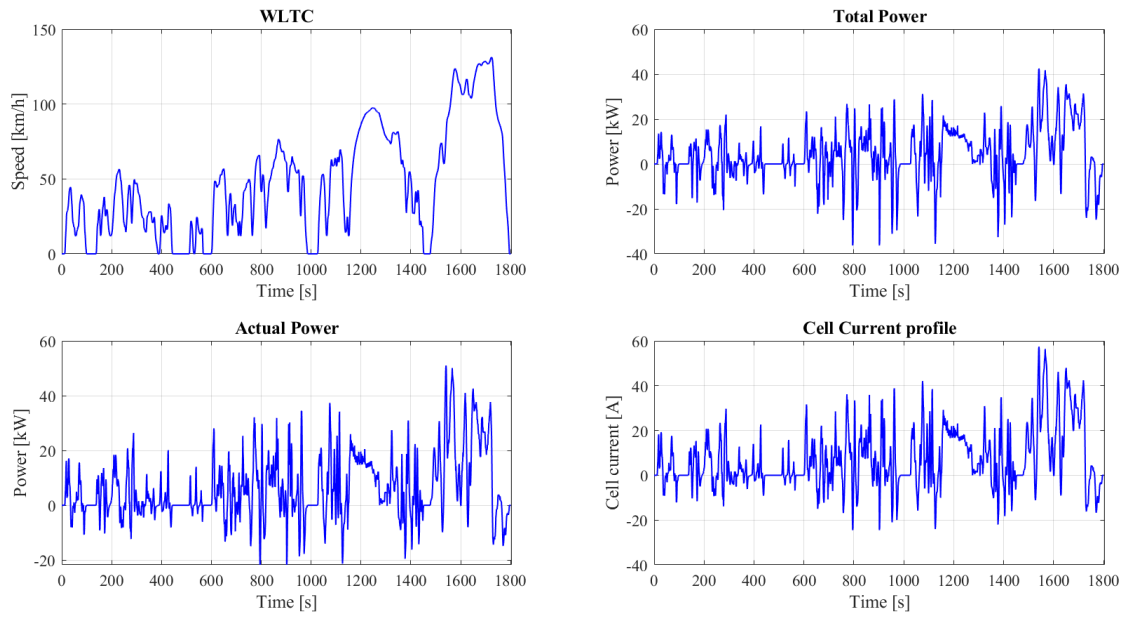 WLTC
150
100
50
0
Speed [km/h]
0 200 400 600 800 1000 1200 1400 1600 1800
Time [s]
Total Power
60
40
20
0
-20
-40
Power [kW]
0 200 400 600 800 1000 1200 1400 1600 1800
Time [s]
Actual Power
60
40
20
0
-20
Power [kW]
0 200 400 600 800 1000 1200 1400 1600 1800
Time [s]
Cell Current profile
60
40
20
0
-20
-40
Cell current [A]
0 200 400 600 800 1000 1200 1400 1600 1800
Time [s]